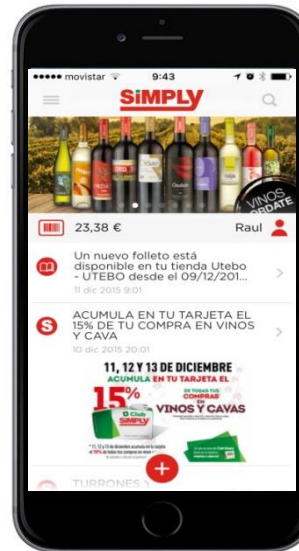 movistar 9:43
SiMPLY
VINOS
23,38 € Raul
Un nuevo folleto está
disponible en tu tienda Utebo
- UTEBO desde el 09/12/201...
11 dic 2015 9:01
S
ACUMULA EN TU TARJETA EL
15% DE TU COMPRA EN VINOS
Y CAVA
10 dic 2015 20:01
11, 12 Y 13 DE DICIEMBRE
ACUMULA EN TU TARJETA EL
15%
DE TODAS TUS
COMPRAS
EN
VINOS Y CAVAS
Club
SiMPLY
+
S
TURRONES Y